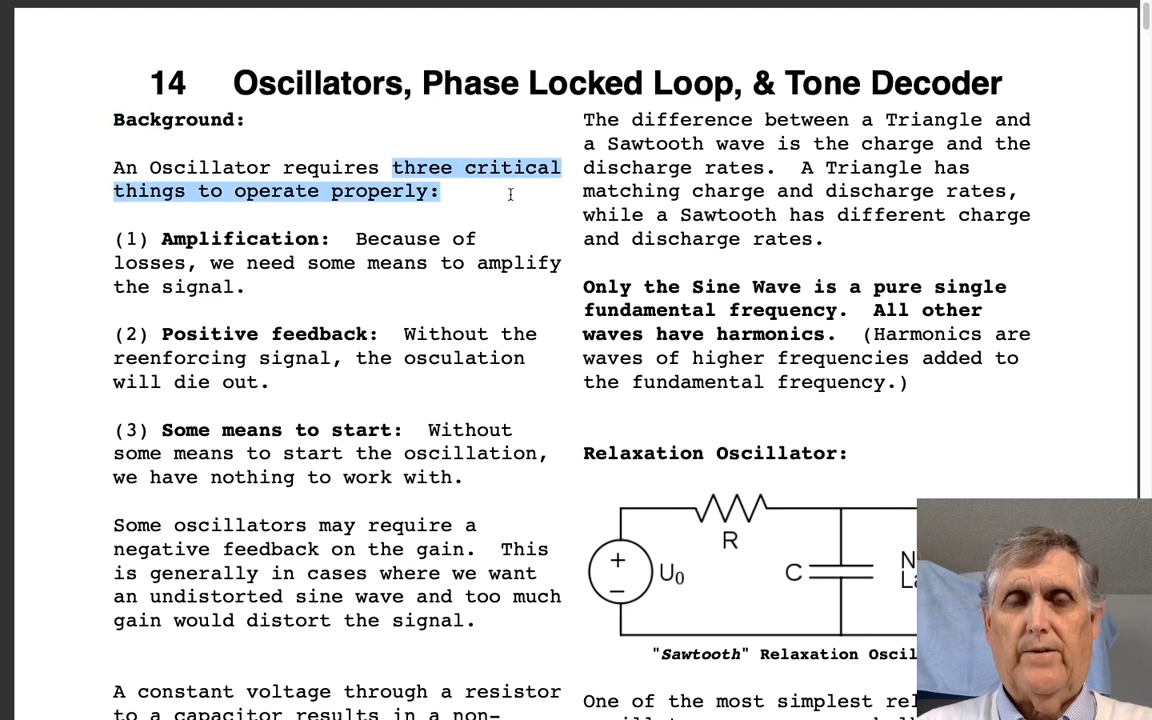 14 Oscillators, Phase Locked Loop, & Tone Decoder
Background:
An Oscillator requires three critical
things to operate properly:
(1) Amplification: Because of
losses, we need some means to amplify
the signal.
(2) Positive feedback: Without the
reenforcing signal, the osculation
will die out.
(3) Some means to start: Without
some means to start the oscillation,
we have nothing to work with.
Some oscillators may require a
negative feedback on the gain. This
is generally in cases where we want
an undistorted sine wave and too much
gain would distort the signal.
A constant voltage through a resistor
to a capacitor results in a non-
The difference between a Triangle and
a Sawtooth wave is the charge and the
discharge rates. A Triangle has
matching charge and discharge rates,
while a Sawtooth has different charge
and discharge rates.
Only the Sine Wave is a pure single
fundamental frequency. All other
waves have harmonics. (Harmonics are
waves of higher frequencies added to
the fundamental frequency.)
Relaxation Oscillator:
R
+
U0
−
C
"Sawtooth" Relaxation
One of the most simplest